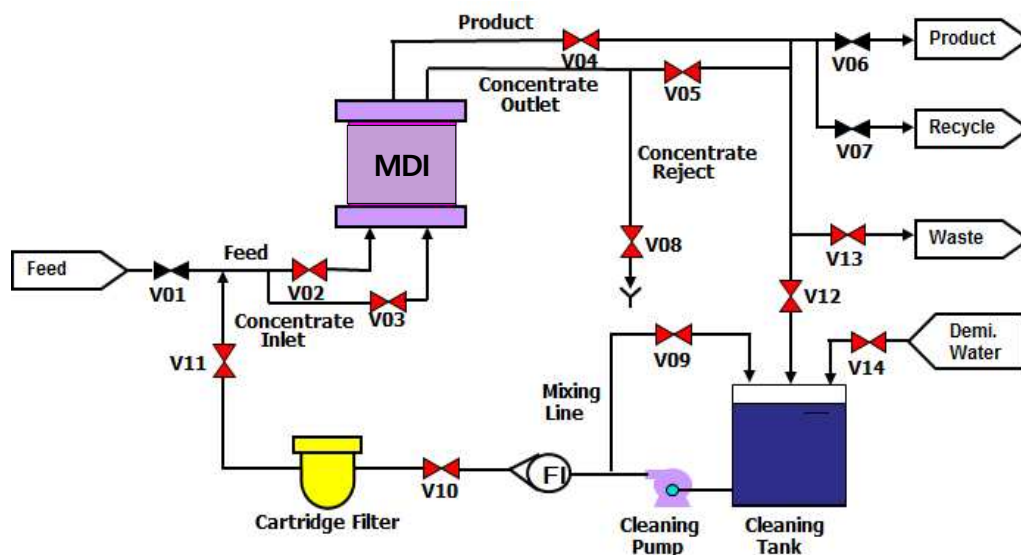 Product
V04
V06
Product
Concentrate
Outlet
V05
V07
Recycle
MDI
Concentrate
Reject
V08
V13
Waste
Feed
V01
Feed
V02
V03
Concentrate
Inlet
V12
V11
V09
V14
Demi.
Water
Mixing
Line
FI
V10
Cartridge Filter
Cleaning
Pump
Cleaning
Tank